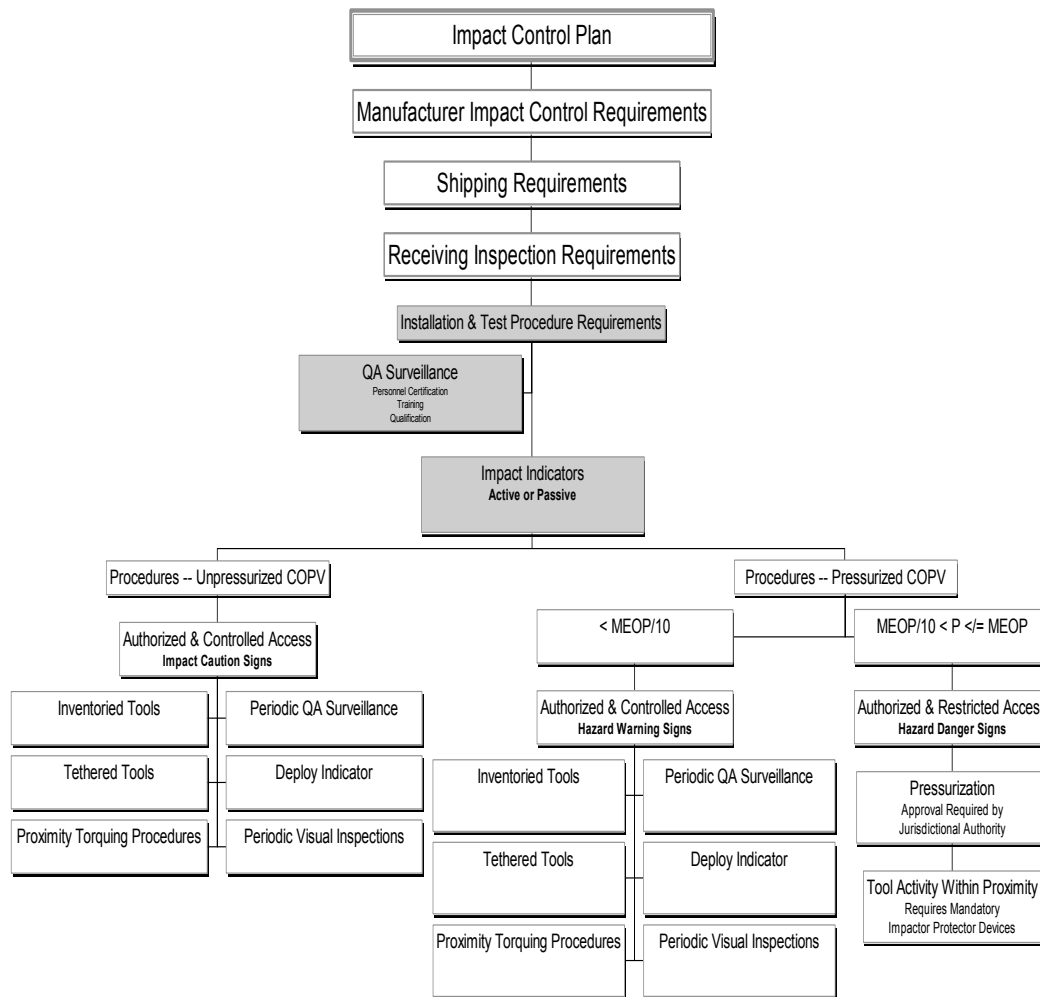 Impact Control Plan
Manufacturer Impact Control Requirements
Shipping Requirements
Receiving Inspection Requirements
Installation & Test Procedure Requirements
QA Surveillance
Personnel Certification
Training
Qualification
Impact Indicators
Active or Passive
Procedures -- Unpressurized COPV
Authorized & Controlled Access
Impact Caution Signs
Inventoried Tools
Periodic QA Surveillance
Tethered Tools
Deploy Indicator
Proximity Torquing Procedures
Periodic Visual Inspections
Procedures -- Pressurized COPV
< MEOP/10
Authorized & Controlled Access
Hazard Warning Signs
Inventoried Tools
Periodic QA Surveillance
Tethered Tools
Deploy Indicator
Proximity Torquing Procedures
Periodic Visual Inspections
MEOP/10 < P </= MEOP
Authorized & Restricted Access
Hazard Danger Signs
Pressurization
Approval Required by
Jurisdictional Authority
Tool Activity Within Proximity
Requires Mandatory
Impactor Protector Devices